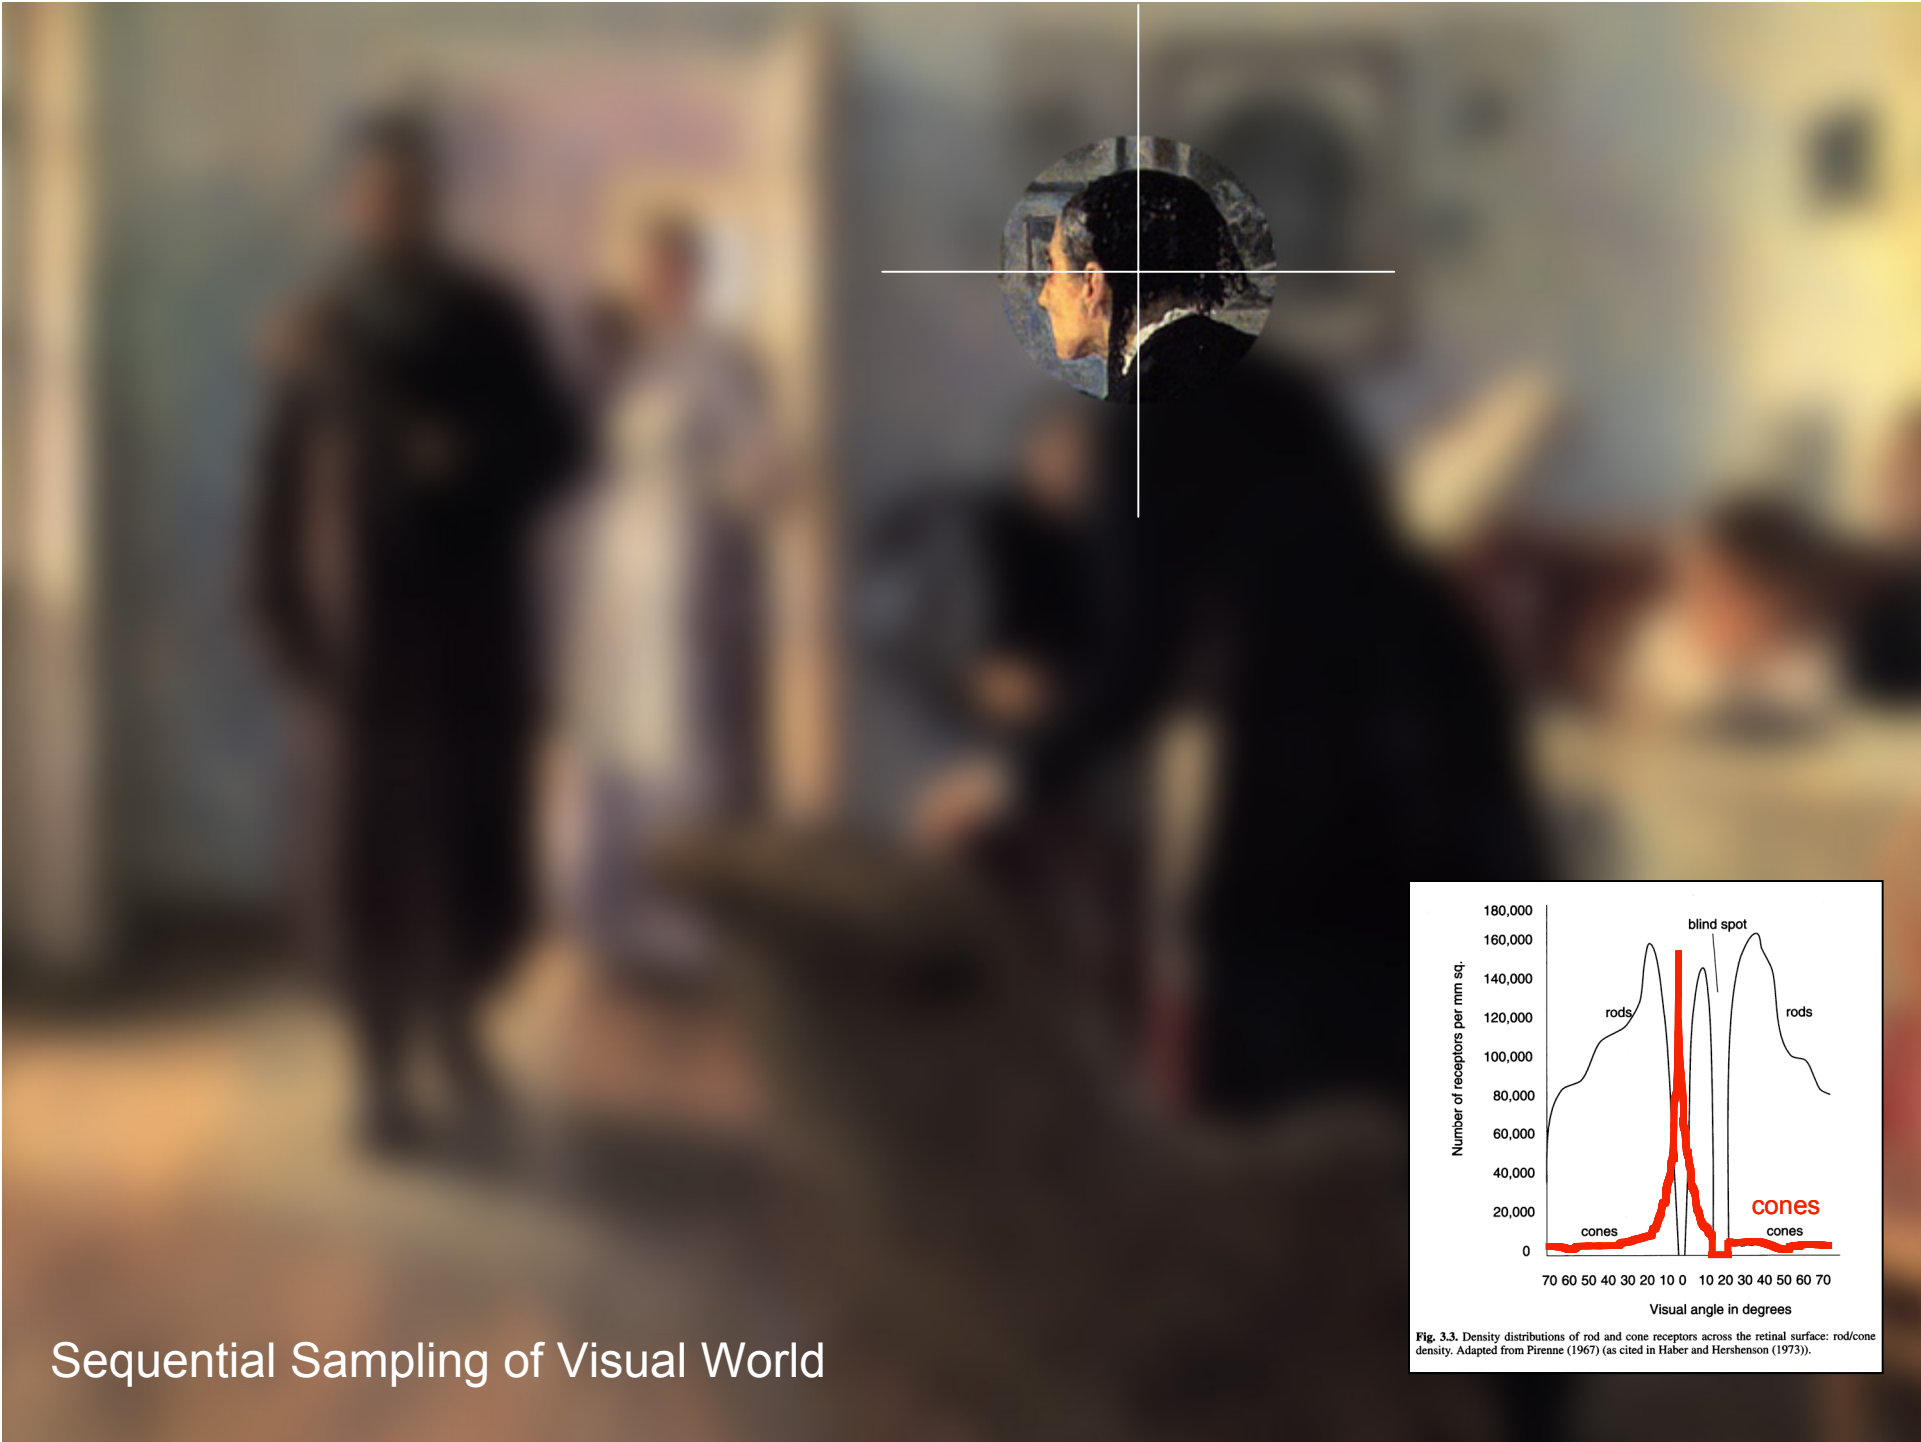 180,000
160,000
140,000
120,000
100,000
80,000
60,000
40,000
20,000
0
Number of receptors per mm sq.
blind spot
rods
rods
cones
cones
cones
70 60 50 40 30 20 10 0 10 20 30 40 50 60 70
Visual angle in degrees
Fig. 3.3. Density distributions of rod and cone receptors across the retinal surface: rod/cone
density. Adapted from Pirenne (1967) (as cited in Haber and Hershenson (1973)).
Sequential Sampling of Visual World